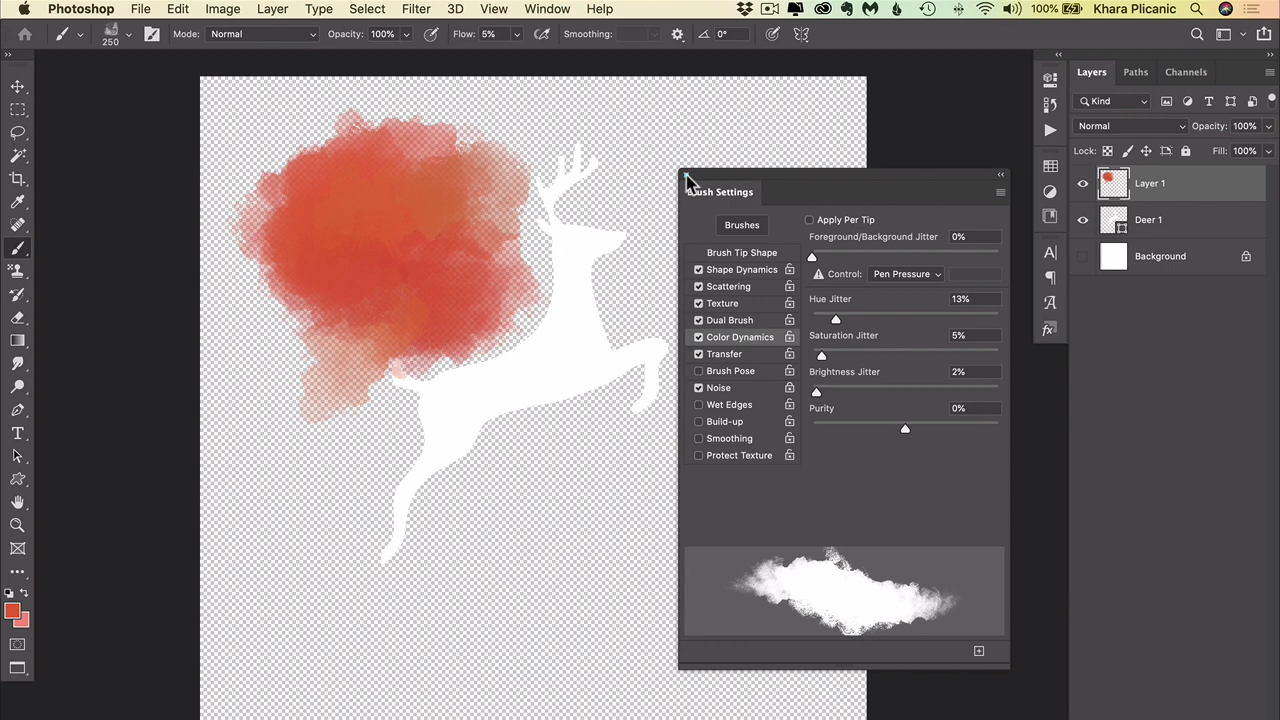 Photoshop File Edit Image Layer Type Select Filter 3D View Window Help 100% Khara Plicanic
250 Mode: Normal Opacity: 100% Flow: 5% Smoothing: 0°
Layers Paths Channels
Kind
Normal Opacity: 100%
Lock: Fill: 100%
Layer 1
Deer 1
Background
Brush Settings
Brushes
Brush Tip Shape
Shape Dynamics
Scattering
Texture
Dual Brush
Color Dynamics
Transfer
Brush Pose
Noise
Wet Edges
Build-up
Smoothing
Protect Texture
Apply Per Tip
Foreground/Background Jitter 0%
Control: Pen Pressure
Hue Jitter 13%
Saturation Jitter 5%
Brightness Jitter 2%
Purity 0%